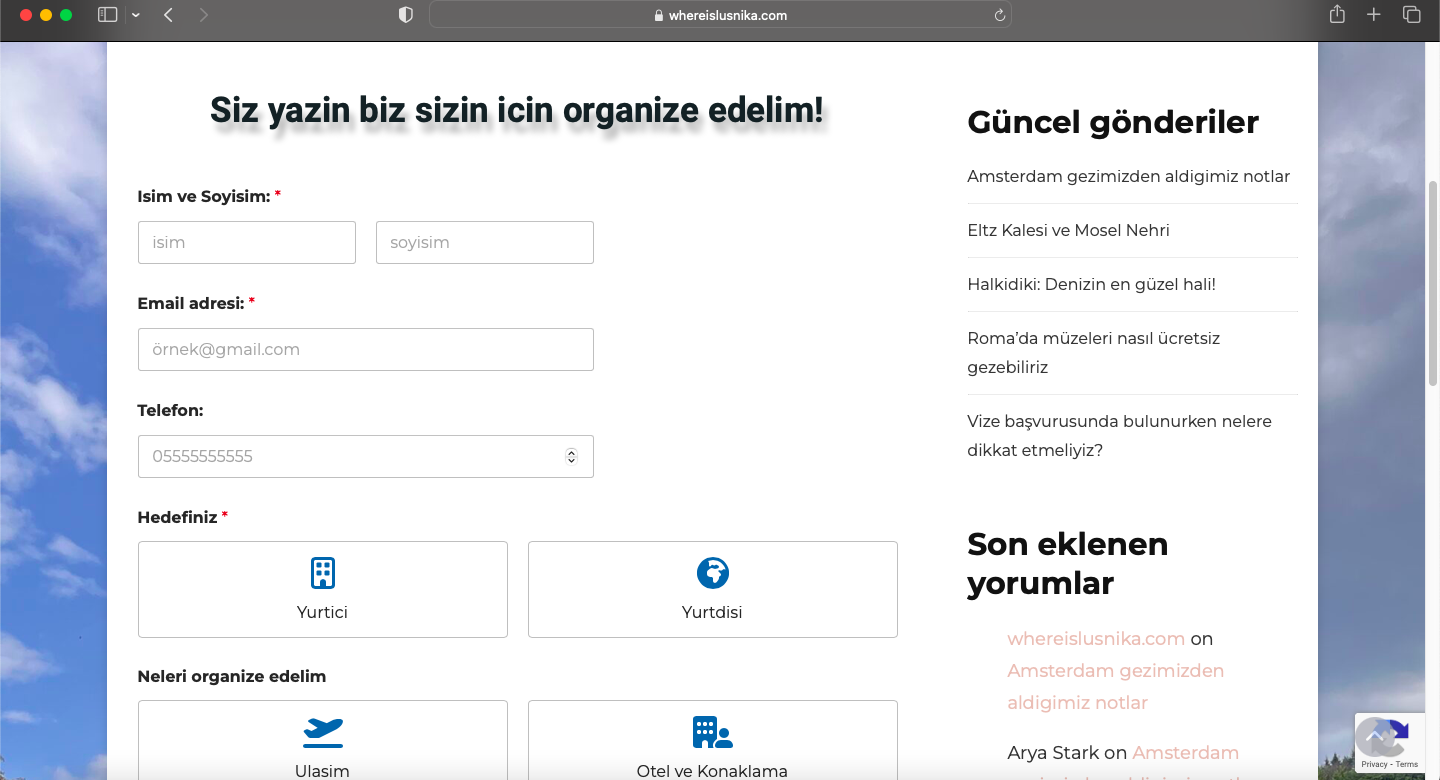 whereislusnika.com
Siz yazin biz sizin icin organize edelim!
Isim ve Soyisim: *
isim
soyisim
Email adresi: *
örnek@gmail.com
Telefon:
05555555555
Hedefiniz *
Yurtici
Yurtdisi
Neleri organize edelim
Ulasim
Otel ve Konaklama
Güncel gönderiler
Amsterdam gezimizden aldigimiz notlar
Eltz Kalesi ve Mosel Nehri
Halkidiki: Denizin en güzel hali!
Roma’da müzeleri nasıl ücretsiz
gezebiliriz
Vize başvurusunda bulunurken nelere
dikkat etmeliyiz?
Son eklenen
yorumlar
whereislusnika.com on
Amsterdam gezimizden
aldigimiz notlar
Arya Stark on Amsterdam
Privacy - Terms